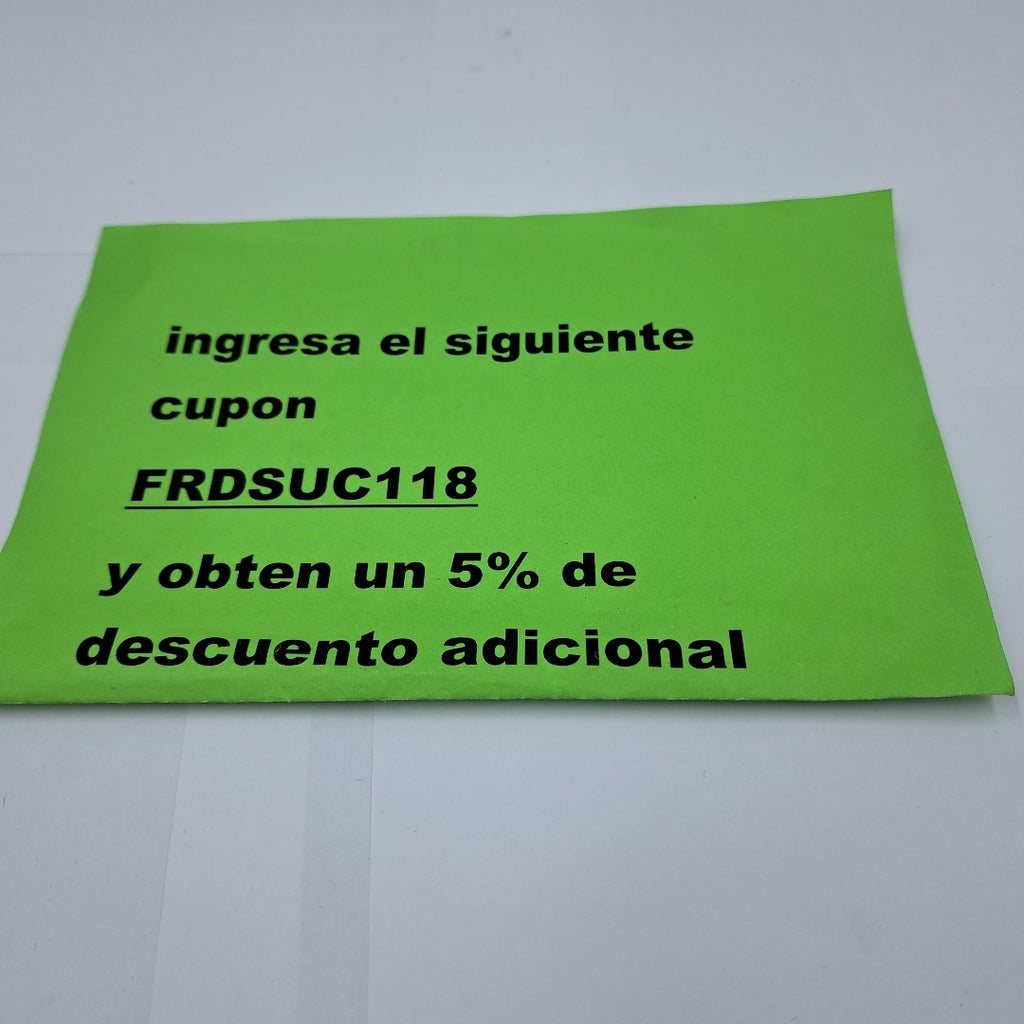 ingresa el siguiente
cupon
FRDSUC118
y obten un 5% de
descuento adicional